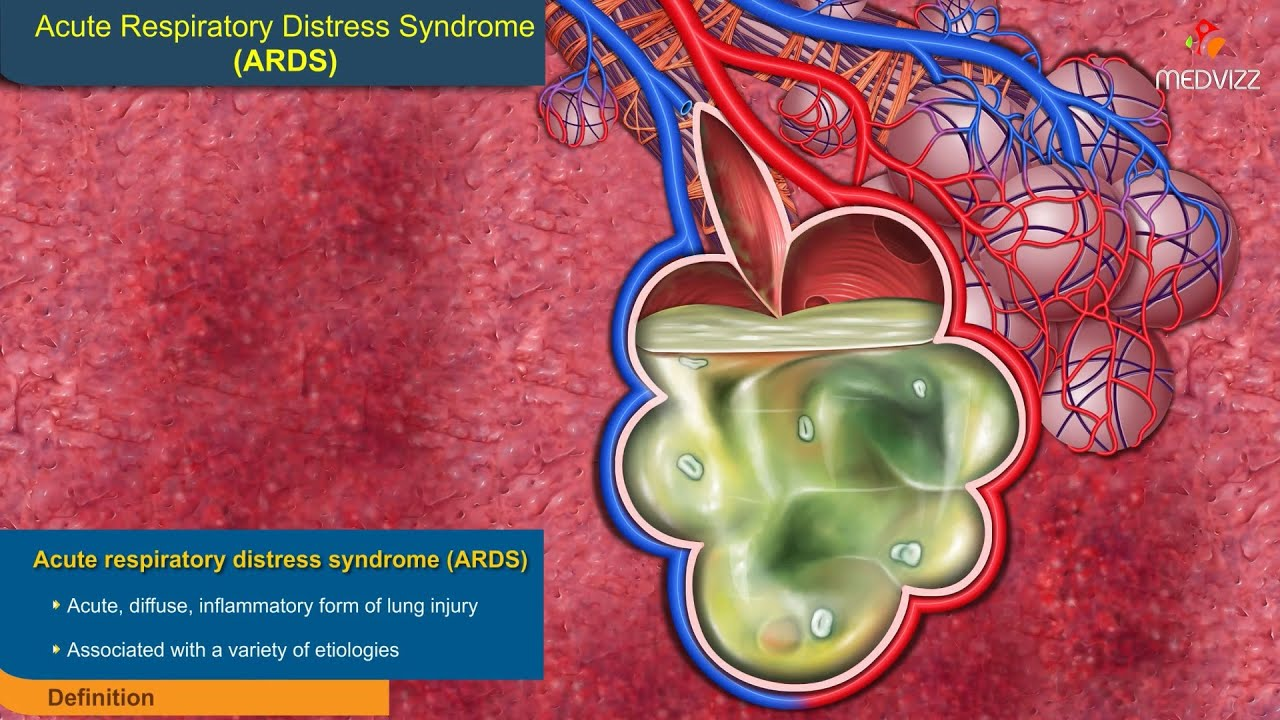 Acute Respiratory Distress Syndrome
(ARDS)
MEDVIZZ
Acute respiratory distress syndrome (ARDS)
Acute, diffuse, inflammatory form of lung injury
Associated with a variety of etiologies
Definition